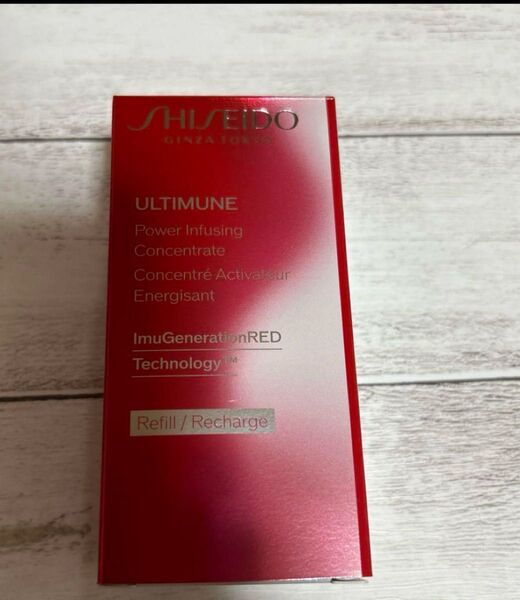 SHISEIDO
GINZA TOKYO
ULTIMUNE
Power Infusing
Concentrate
Concentré Activateur
Energisant
ImuGenerationRED
Technology™
Refill / Recharge